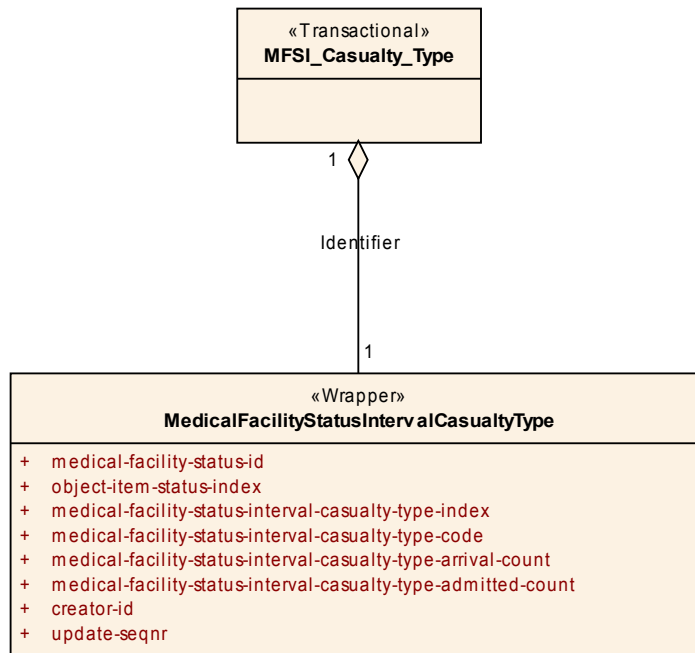 «Transactional»
MFSI_Casualty_Type
1
Identifier
1
«Wrapper»
MedicalFacilityStatusIntervalCasualtyType
+ medical-facility-status-id
+ object-item-status-index
+ medical-facility-status-interval-casualty-type-index
+ medical-facility-status-interval-casualty-type-code
+ medical-facility-status-interval-casualty-type-arrival-count
+ medical-facility-status-interval-casualty-type-admitted-count
+ creator-id
+ update-seqnr